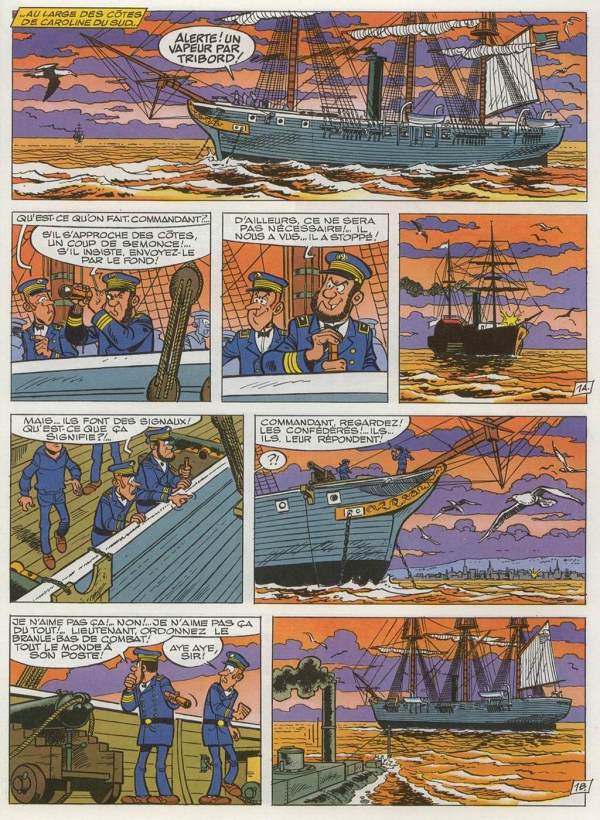 ...AU LARGE DES CÔTES
DE CAROLINE DU SUD...
ALERTE! UN
VAPEUR PAR
TRIBORD!
QU'EST-CE QU'ON FAIT, COMMANDANT?..
S'IL S'APPROCHE DES CÔTES,
UN COUP DE SEMONCE!...
S'IL INSISTE, ENVOYEZ-LE
PAR LE FOND!
D'AILLEURS, CE NE SERA
PAS NÉCESSAIRE!... IL
NOUS A VUS... IL A STOPPÉ!
1A.
MAIS... ILS FONT DES SIGNAUX!
QU'EST-CE QUE ÇA
SIGNIFIE?!..
COMMANDANT, REGARDEZ!
LES CONFÉDÉRÉS!... ILS...
ILS LEUR RÉPONDENT!
?!
JE N'AIME PAS ÇA!... NON!...JE N'AIME PAS ÇA
DU TOUT!... LIEUTENANT, ORDONNEZ LE
BRANLE-BAS DE COMBAT!
TOUT LE MONDE À
SON POSTE!
AYE AYE,
SIR!
1B.